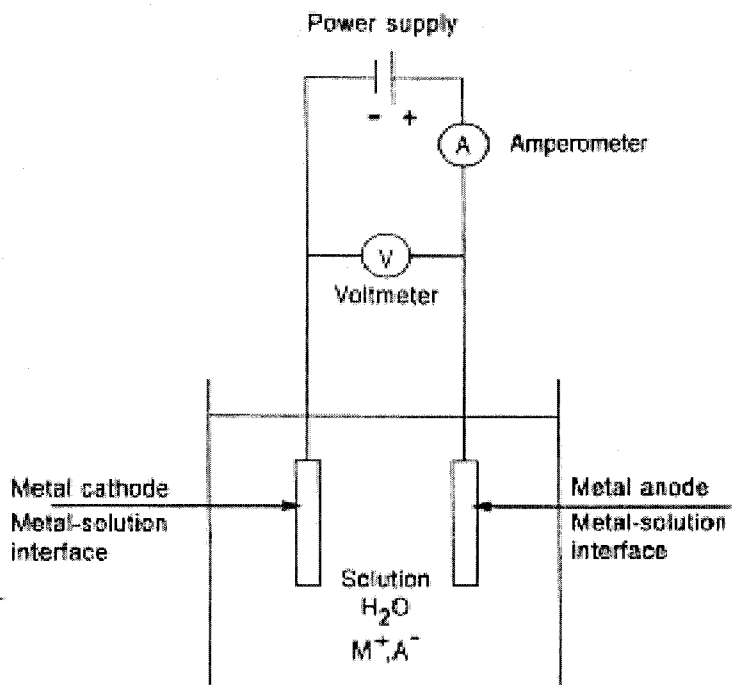 Power supply
- +
A
Amperometer
V
Voltmeter
Metal cathode
Metal-solution
interface
Metal anode
Metal-solution
interface
Solution
H₂O
M⁺,A⁻